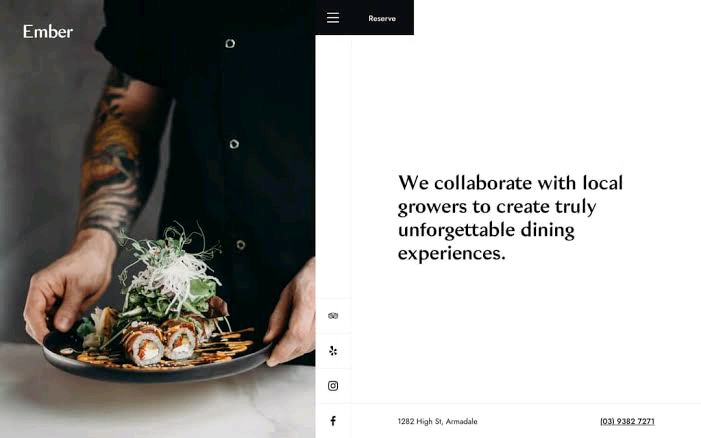 Ember
Reserve
We collaborate with local
growers to create truly
unforgettable dining
experiences.
1282 High St, Armadale
(03) 9382 7271